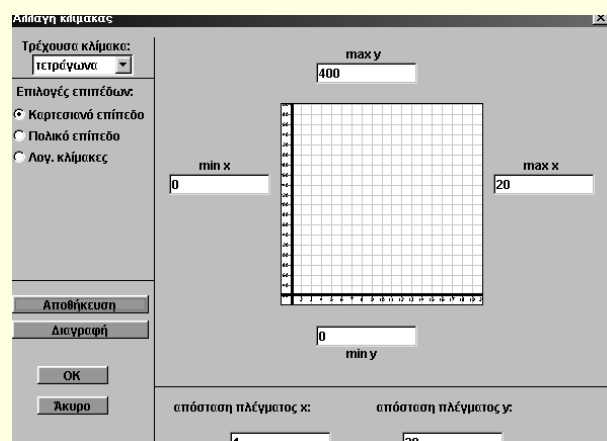 Αλλαγή κλίμακας
Τρέχουσα κλίμακα:
τετράγωνα
Επιλογές επιπέδων:
Καρτεσιανό επίπεδο
Πολικό επίπεδο
Λογ. κλίμακες
Αποθήκευση
Διαγραφή
OK
Άκυρο
max y
400
min x
0
max x
20
0
min y
απόσταση πλέγματος x:
απόσταση πλέγματος y: